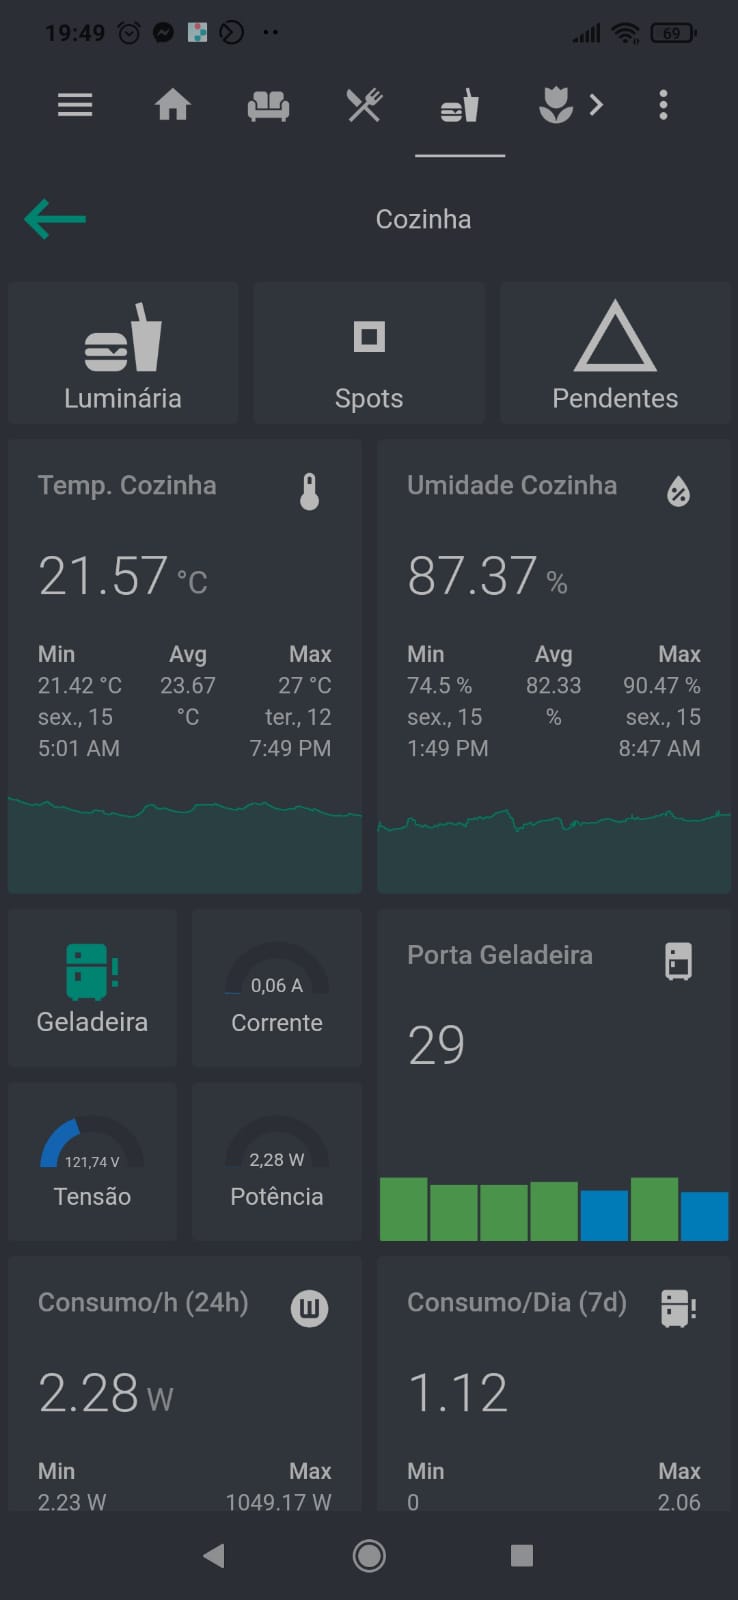 19:49
69
Cozinha
Luminária
Spots
Pendentes
Temp. Cozinha
21.57 °C
Min Avg Max
21.42 °C 23.67 27 °C
sex., 15 °C ter., 12
5:01 AM 7:49 PM
Umidade Cozinha
87.37 %
Min Avg Max
74.5 % 82.33 90.47 %
sex., 15 % sex., 15
1:49 PM 8:47 AM
Geladeira
0,06 A
Corrente
Porta Geladeira
29
121,74 V
Tensão
2,28 W
Potência
Consumo/h (24h)
W
2.28 W
Min Max
2.23 W 1049.17 W
Consumo/Dia (7d)
1.12
Min Max
0 2.06